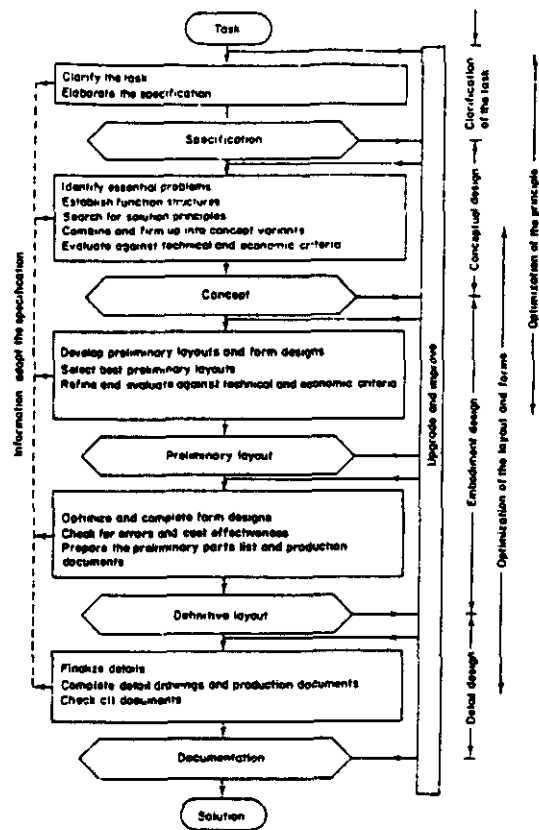 Task
Clarify the task
Elaborate the specification
Specification
Identify essential problems
Establish function structures
Search for solution principles
Combine and firm up into concept variants
Evaluate against technical and economic criteria
Concept
Develop preliminary layouts and form designs
Select best preliminary layouts
Refine end evaluate against technical and economic criteria
Preliminary layout
Optimize and complete form designs
Check for errors and cost effectiveness
Prepare the preliminary parts list and production
documents
Definitive layout
Finalize details
Complete detail drawings and production documents
Check all documents
Documentation
Solution
Information adapt the specification
Upgrade and improve
Clarification
of the task
Conceptual design
Embodiment design
Detail design
Optimization of the layout and forms
Optimization of the principle